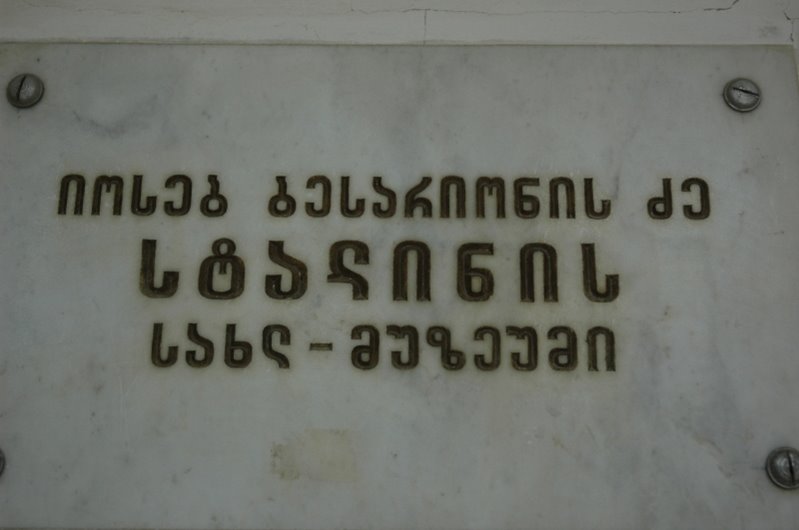 იოსებ ბესარიონის ძე
სტალინის
სახლ-მუზეუმი